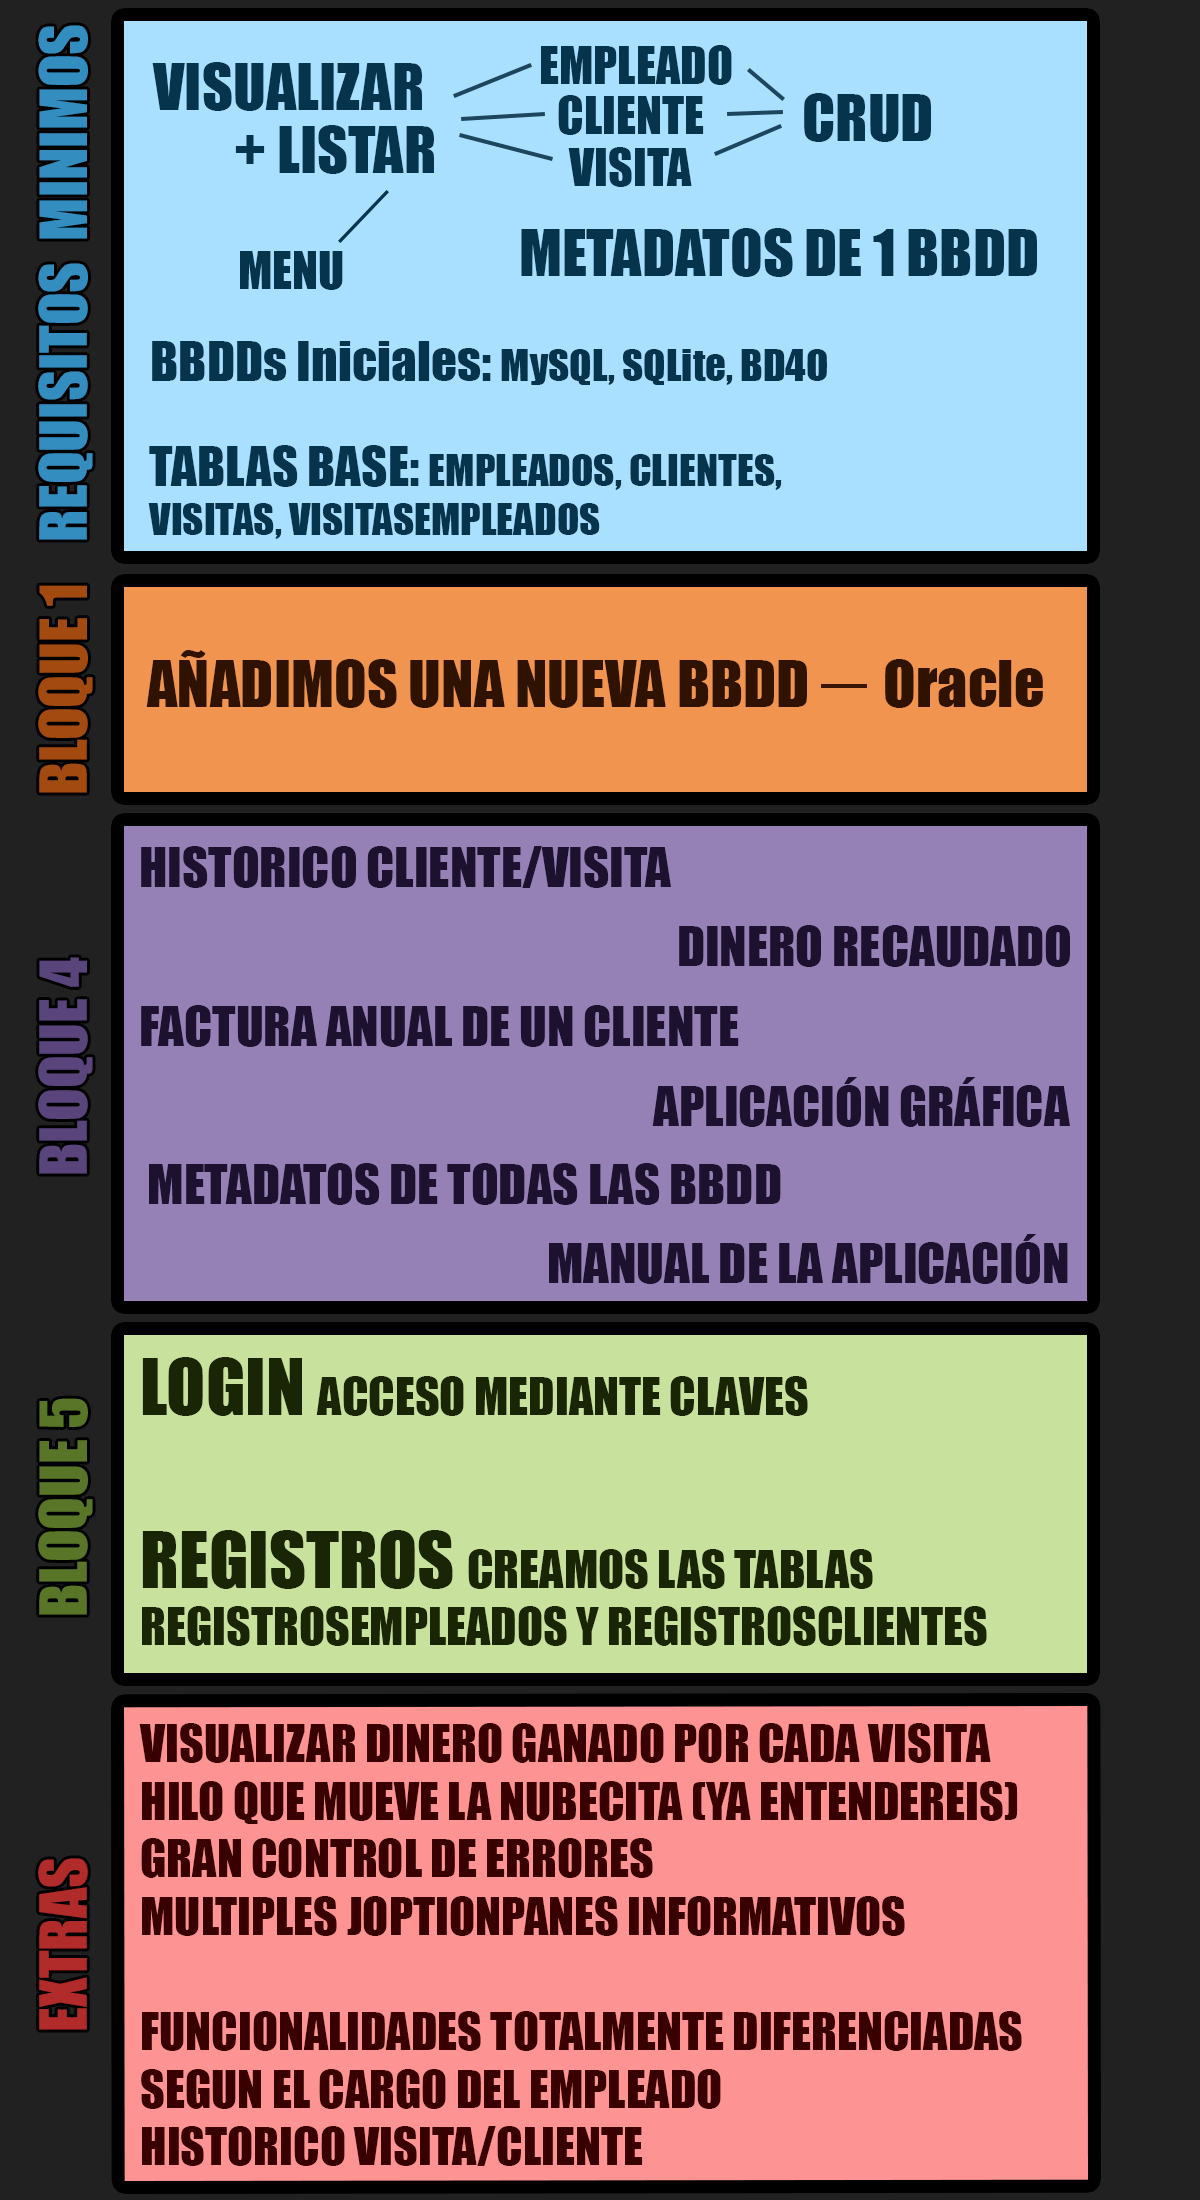 REQUISITOS MINIMOS
VISUALIZAR
+ LISTAR
EMPLEADO
CLIENTE
VISITA
CRUD
MENU
METADATOS DE 1 BBDD
BBDDs Iniciales: MySQL, SQLite, BD4O
TABLAS BASE: EMPLEADOS, CLIENTES,
VISITAS, VISITASEMPLEADOS
BLOQUE 1
AÑADIMOS UNA NUEVA BBDD — Oracle
BLOQUE 4
HISTORICO CLIENTE/VISITA
DINERO RECAUDADO
FACTURA ANUAL DE UN CLIENTE
APLICACIÓN GRÁFICA
METADATOS DE TODAS LAS BBDD
MANUAL DE LA APLICACIÓN
BLOQUE 5
LOGIN ACCESO MEDIANTE CLAVES
REGISTROS CREAMOS LAS TABLAS
REGISTROSEMPLEADOS Y REGISTROSCLIENTES
EXTRAS
VISUALIZAR DINERO GANADO POR CADA VISITA
HILO QUE MUEVE LA NUBECITA (YA ENTENDEREIS)
GRAN CONTROL DE ERRORES
MULTIPLES JOPTIONPANES INFORMATIVOS
FUNCIONALIDADES TOTALMENTE DIFERENCIADAS
SEGUN EL CARGO DEL EMPLEADO
HISTORICO VISITA/CLIENTE